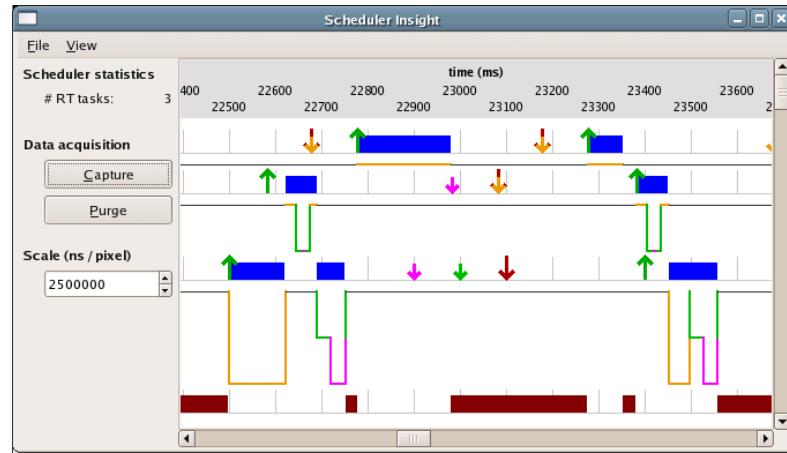 Scheduler Insight
File View
Scheduler statistics
# RT tasks: 3
Data acquisition
Capture
Purge
Scale (ns / pixel)
2500000
time (ms)
400 22600 22800 23000 23200 23400 23600
22500 22700 22900 23100 23300 23500 2